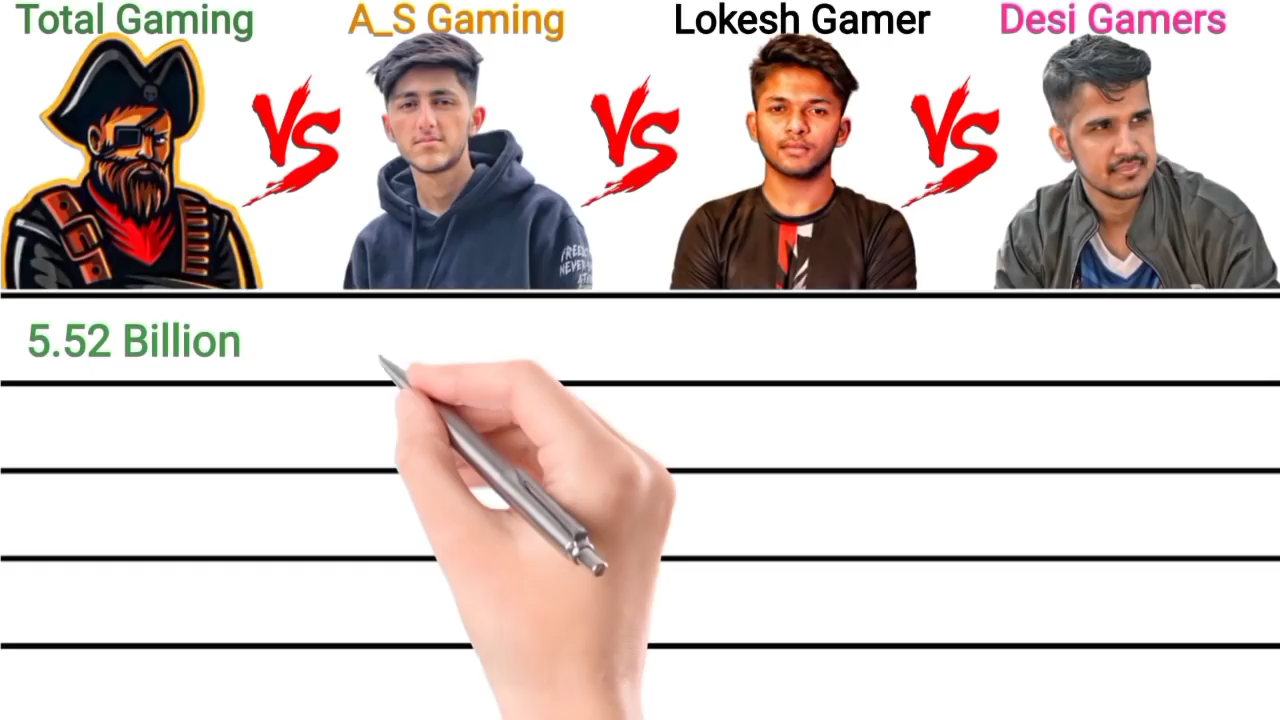 Total Gaming A_S Gaming Lokesh Gamer Desi Gamers
VS VS VS
5.52 Billion